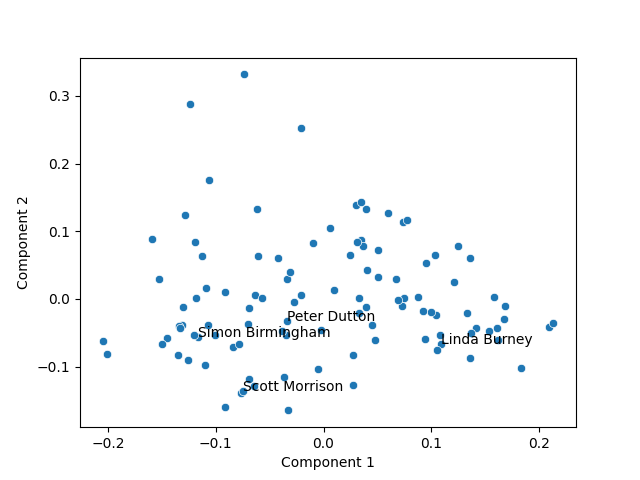 0.3
0.2
0.1
0.0
−0.1
Component 2
Peter Dutton
Simon Birmingham
Linda Burney
Scott Morrison
−0.2
−0.1
0.0
0.1
0.2
Component 1